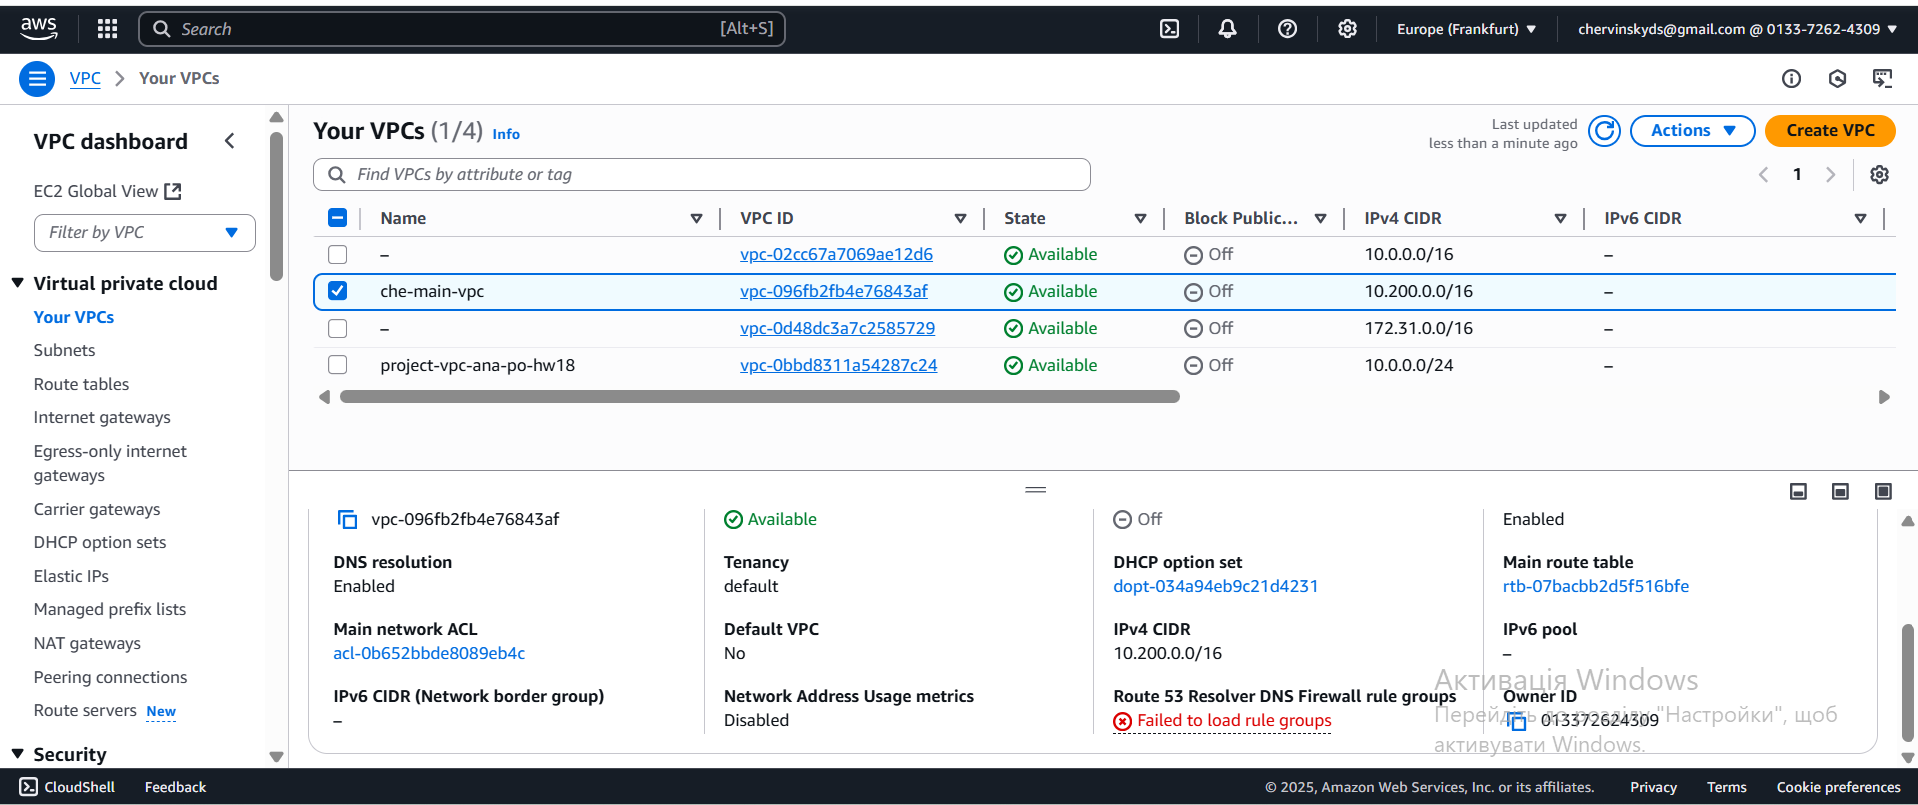 aws
Search [Alt+S]
Europe (Frankfurt)
chervinskyds@gmail.com @ 0133-7262-4309
VPC
Your VPCs
VPC dashboard
EC2 Global View
Filter by VPC
Virtual private cloud
Your VPCs
Subnets
Route tables
Internet gateways
Egress-only internet
gateways
Carrier gateways
DHCP option sets
Elastic IPs
Managed prefix lists
NAT gateways
Peering connections
Route servers New
Security
Your VPCs (1/4) Info
Last updated
less than a minute ago
Actions
Create VPC
Find VPCs by attribute or tag
1
Name VPC ID State Block Public... IPv4 CIDR IPv6 CIDR
– vpc-02cc67a7069ae12d6 Available Off 10.0.0.0/16 –
che-main-vpc vpc-096fb2fb4e76843af Available Off 10.200.0.0/16 –
– vpc-0d48dc3a7c2585729 Available Off 172.31.0.0/16 –
project-vpc-ana-po-hw18 vpc-0bbd8311a54287c24 Available Off 10.0.0.0/24 –
vpc-096fb2fb4e76843af Available Off Enabled
DNS resolution Tenancy DHCP option set Main route table
Enabled default dopt-034a94eb9c21d4231 rtb-07bacbb2d5f516bfe
Main network ACL Default VPC IPv4 CIDR IPv6 pool
acl-0b652bbde8089eb4c No 10.200.0.0/16 –
IPv6 CIDR (Network border group) Network Address Usage metrics Route 53 Resolver DNS Firewall rule groups Owner ID
– Disabled Failed to load rule groups 013372624309
Активація Windows
Перейдіть до розділу "Настройки", щоб
активувати Windows.
CloudShell Feedback
© 2025, Amazon Web Services, Inc. or its affiliates. Privacy Terms Cookie preferences